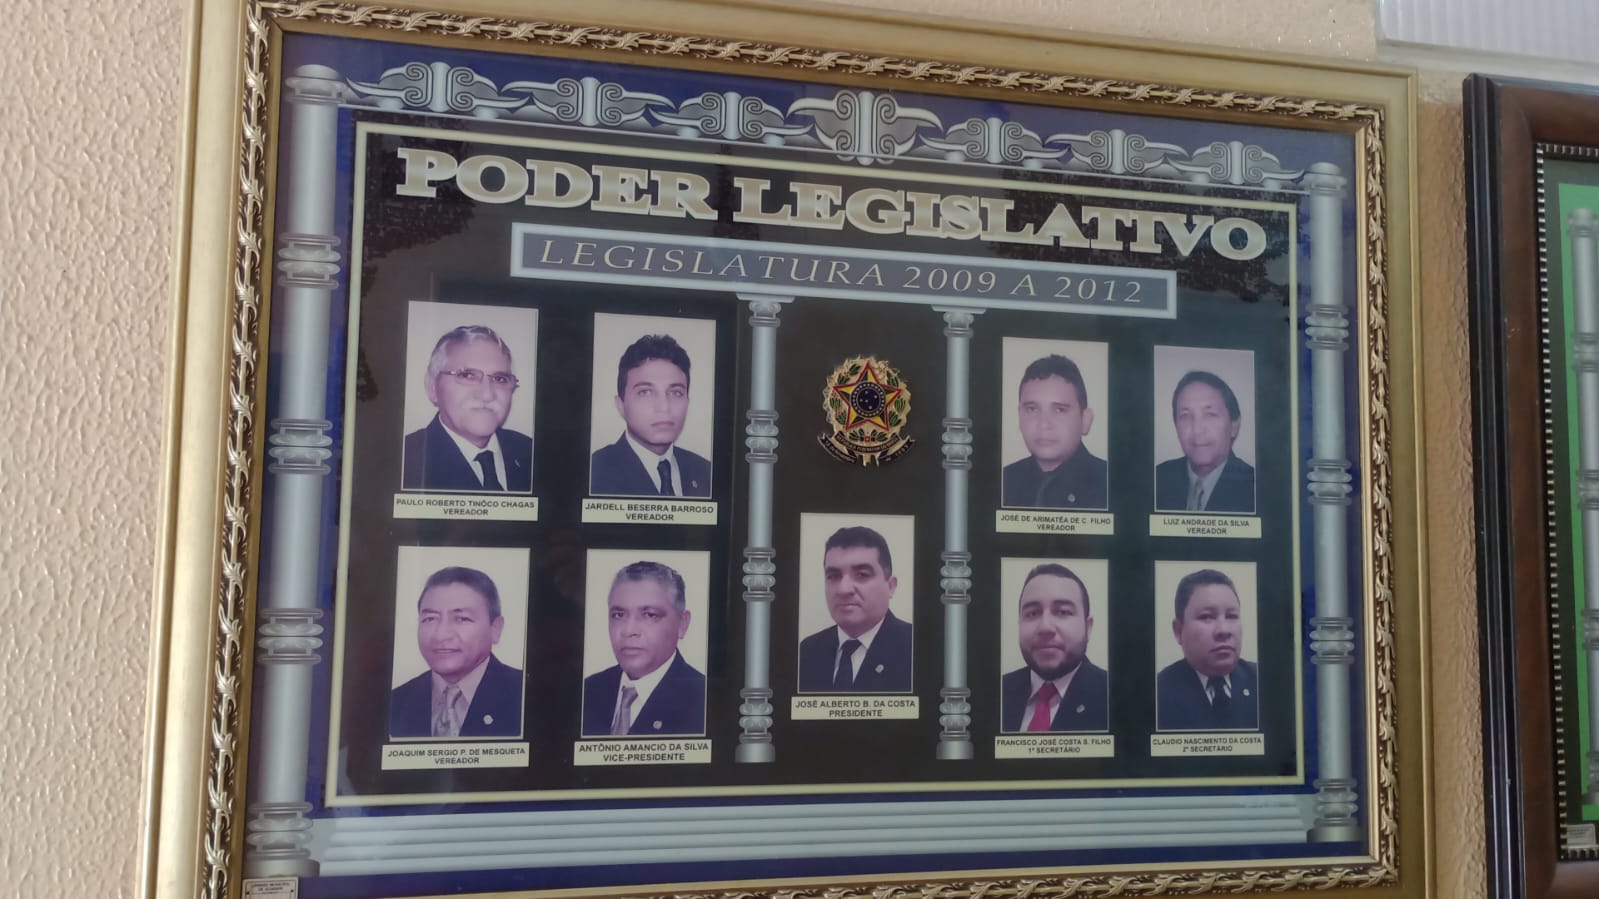 PODER LEGISLATIVO
LEGISLATURA 2009 A 2012
PAULO ROBERTO TINÔCO CHAGAS
VEREADOR
JARDELL BESERRA BARROSO
VEREADOR
JOSÉ DE ARIMATÉA DE C. FILHO
VEREADOR
LUIZ ANDRADE DA SILVA
VEREADOR
JOAQUIM SERGIO P. DE MESQUETA
VEREADOR
ANTÔNIO AMANCIO DA SILVA
VICE-PRESIDENTE
JOSÉ ALBERTO B. DA COSTA
PRESIDENTE
FRANCISCO JOSÉ COSTA S. FILHO
1º SECRETÁRIO
CLAUDIO NASCIMENTO DA COSTA
2º SECRETÁRIO